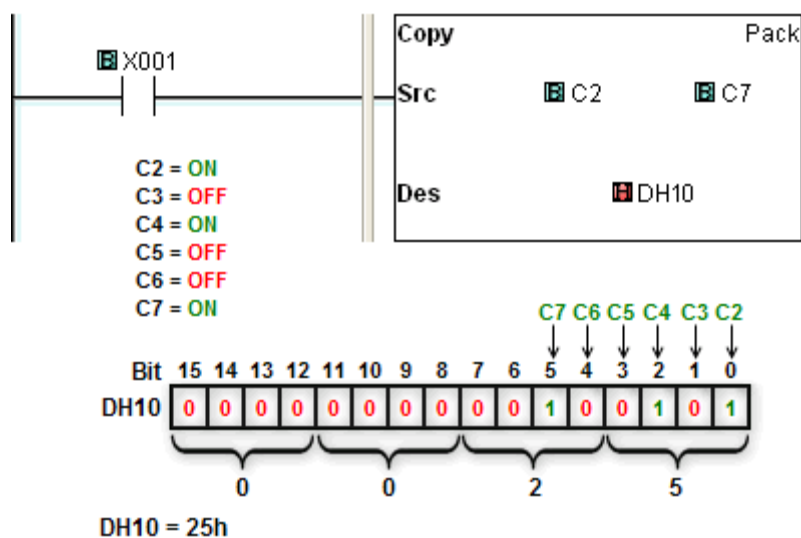 Copy Pack
B X001
Src B C2 B C7
C2 = ON
C3 = OFF
Des H DH10
C4 = ON
C5 = OFF
C6 = OFF
C7 = ON
C7 C6 C5 C4 C3 C2
Bit 15 14 13 12 11 10 9 8 7 6 5 4 3 2 1 0
DH10 0 0 0 0 0 0 0 0 0 0 1 0 0 1 0 1
0 0 2 5
DH10 = 25h